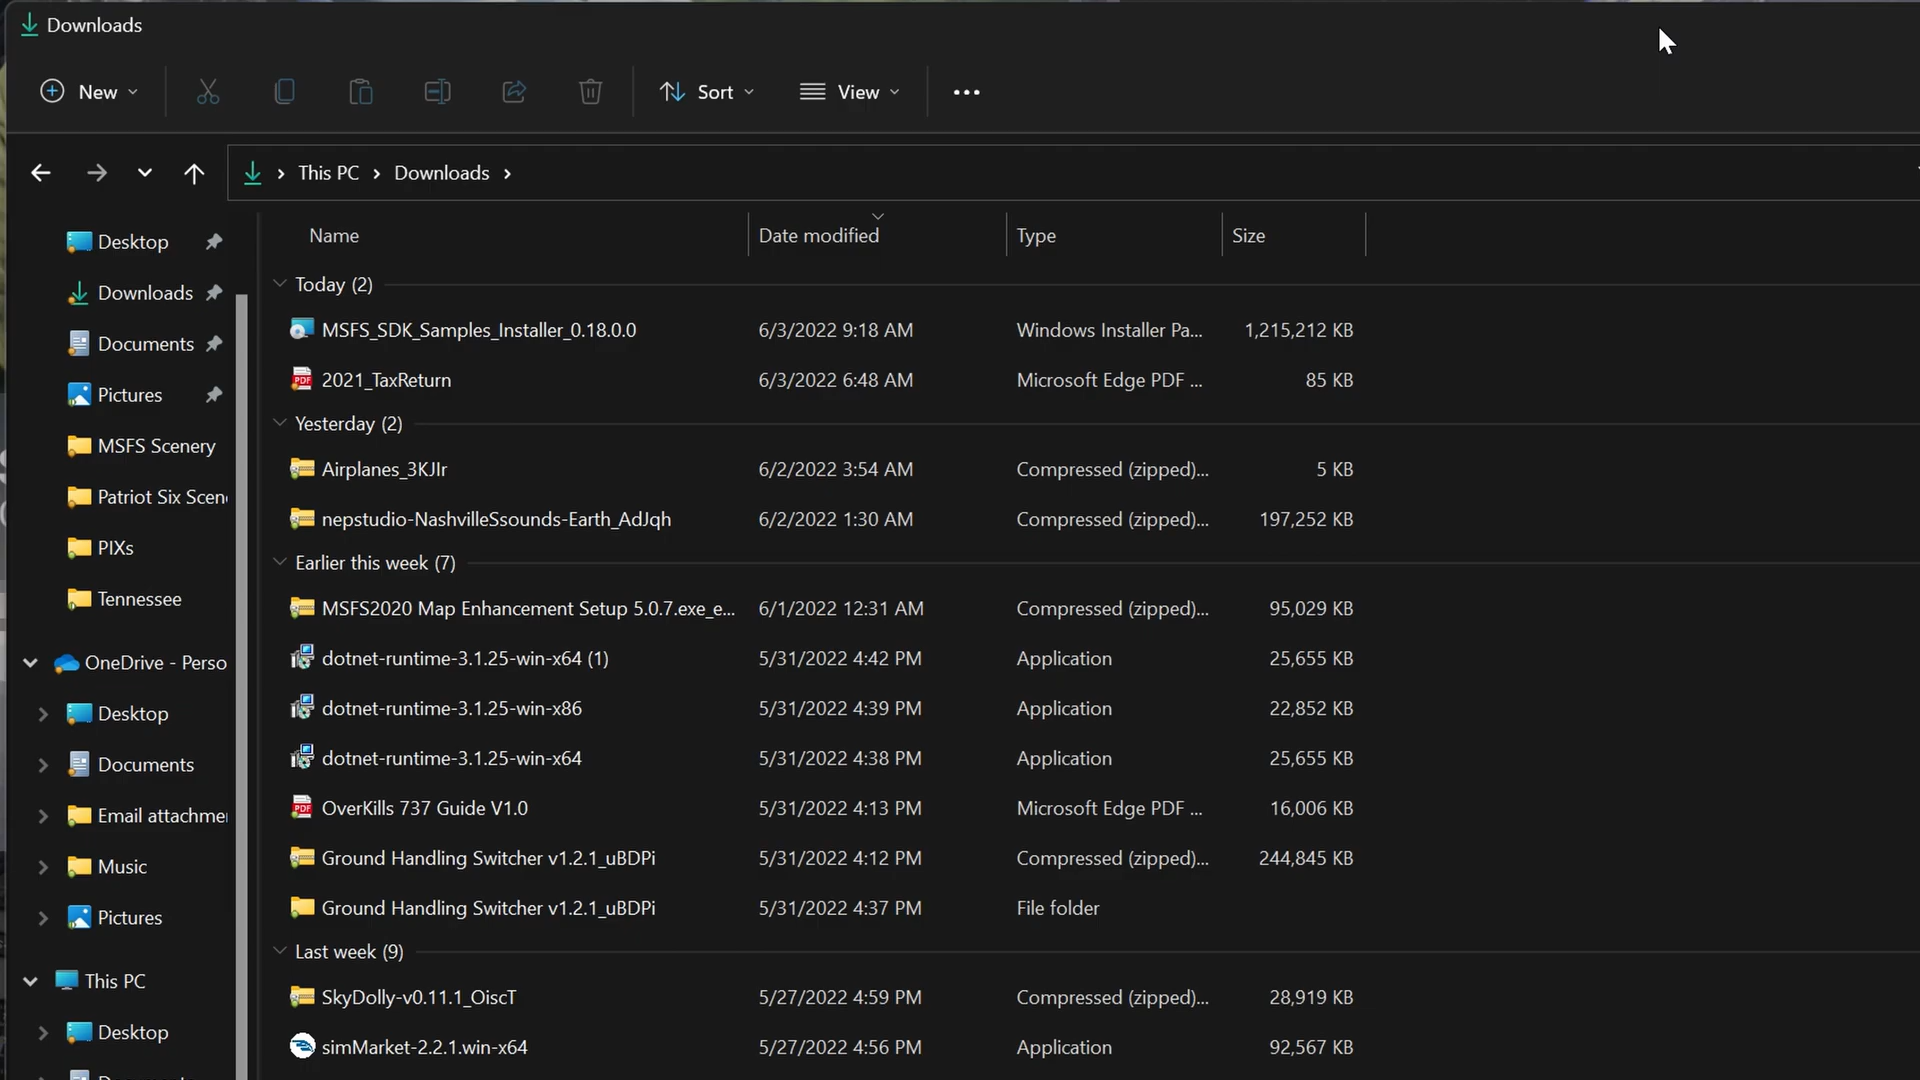 Downloads
New
Sort
View
This PC
Downloads
Name
Date modified
Type
Size
Desktop
Downloads
Documents
Pictures
MSFS Scenery
Patriot Six Scen
PIXs
Tennessee
OneDrive - Perso
Desktop
Documents
Email attachme
Music
Pictures
This PC
Desktop
Today (2)
MSFS_SDK_Samples_Installer_0.18.0.0 6/3/2022 9:18 AM Windows Installer Pa... 1,215,212 KB
PDF 2021_TaxReturn 6/3/2022 6:48 AM Microsoft Edge PDF ... 85 KB
Yesterday (2)
Airplanes_3KJIr 6/2/2022 3:54 AM Compressed (zipped)... 5 KB
nepstudio-NashvilleSsounds-Earth_AdJqh 6/2/2022 1:30 AM Compressed (zipped)... 197,252 KB
Earlier this week (7)
MSFS2020 Map Enhancement Setup 5.0.7.exe_e... 6/1/2022 12:31 AM Compressed (zipped)... 95,029 KB
dotnet-runtime-3.1.25-win-x64 (1) 5/31/2022 4:42 PM Application 25,655 KB
dotnet-runtime-3.1.25-win-x86 5/31/2022 4:39 PM Application 22,852 KB
dotnet-runtime-3.1.25-win-x64 5/31/2022 4:38 PM Application 25,655 KB
PDF OverKills 737 Guide V1.0 5/31/2022 4:13 PM Microsoft Edge PDF ... 16,006 KB
Ground Handling Switcher v1.2.1_uBDPi 5/31/2022 4:12 PM Compressed (zipped)... 244,845 KB
Ground Handling Switcher v1.2.1_uBDPi 5/31/2022 4:37 PM File folder
Last week (9)
SkyDolly-v0.11.1_OiscT 5/27/2022 4:59 PM Compressed (zipped)... 28,919 KB
simMarket-2.2.1.win-x64 5/27/2022 4:56 PM Application 92,567 KB